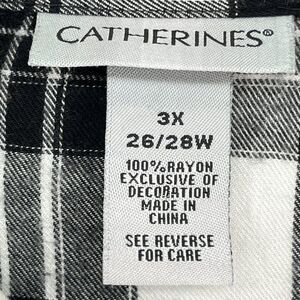 CATHERINES®
3X
26/28W
100%RAYON
EXCLUSIVE OF
DECORATION
MADE IN
CHINA
SEE REVERSE
FOR CARE